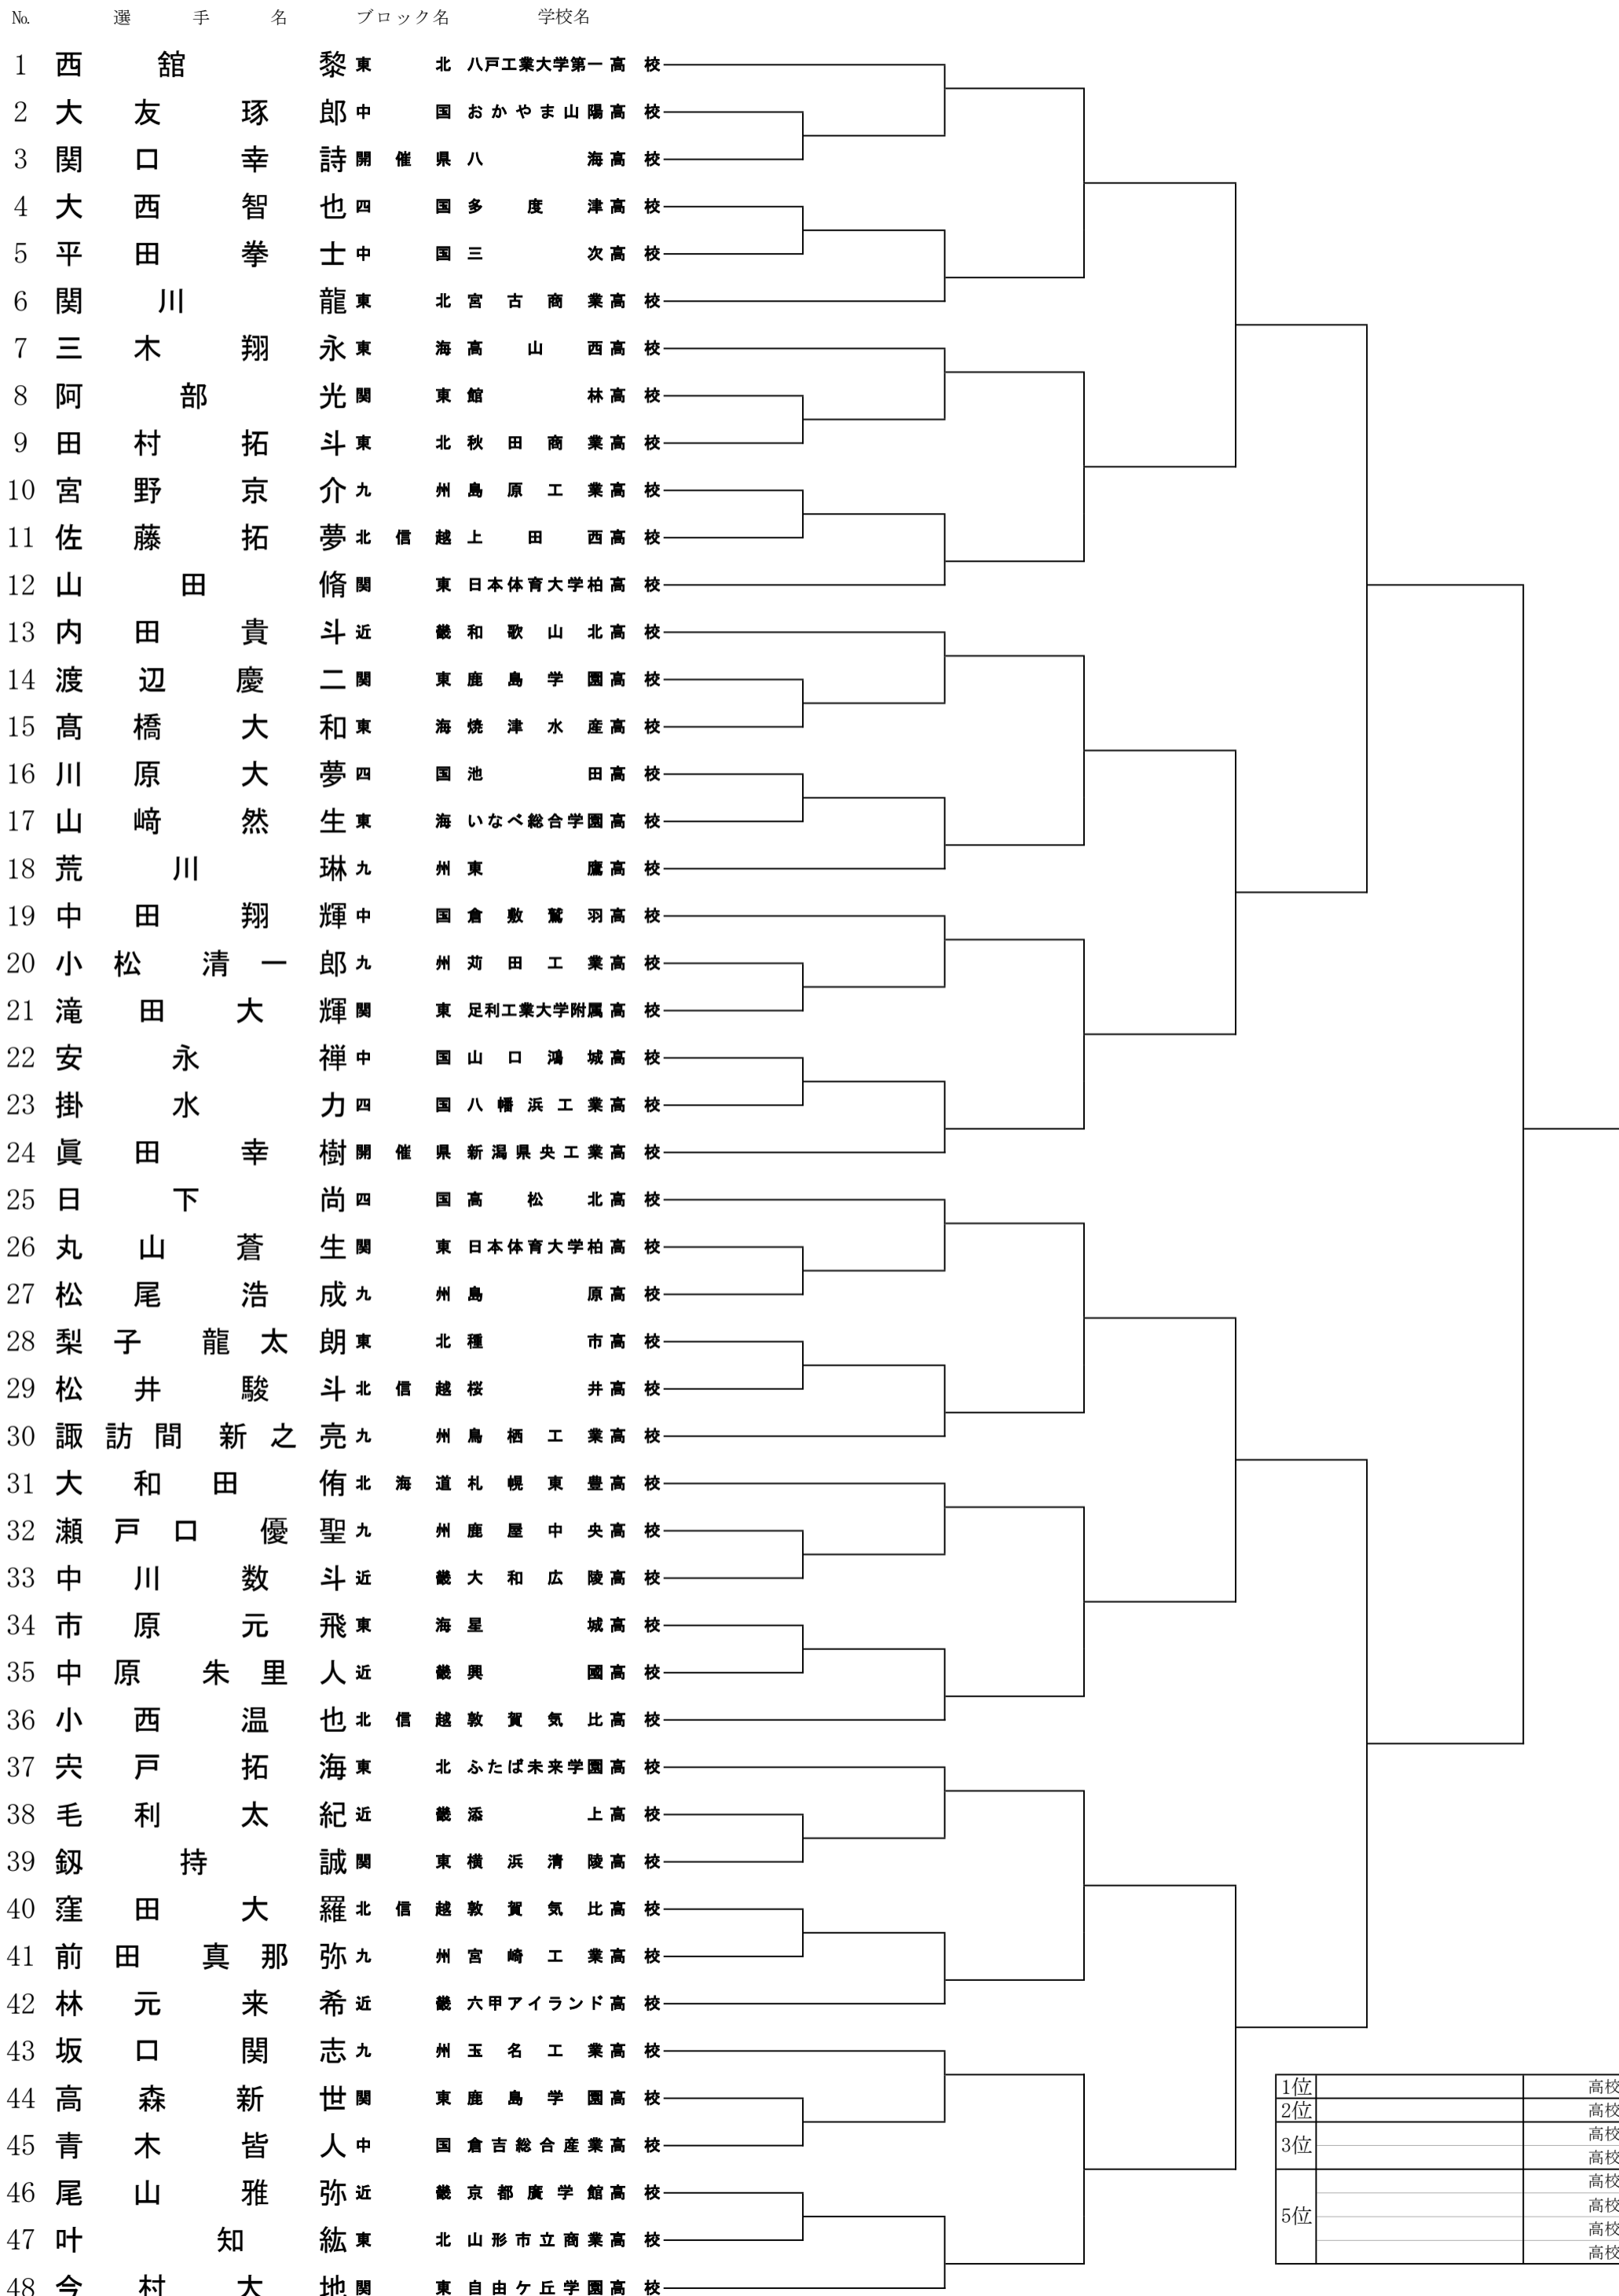 № 選手名 ブロック名 学校名
1 西舘黎 東北 八戸工業大学第一高校
2 大友琢郎 中国 おかやま山陽高校
3 関口幸詩 開催県 八海高校
4 大西智也 四国 多度津高校
5 平田拳士 中国 三次高校
6 関川龍 東北 宮古商業高校
7 三木翔永 東海 高山西高校
8 阿部光 関東 館林高校
9 田村拓斗 東北 秋田商業高校
10 宮野京介 九州 島原工業高校
11 佐藤拓夢 北信越 上田西高校
12 山田脩 関東 日本体育大学柏高校
13 内田貴斗 近畿 和歌山北高校
14 渡辺慶二 関東 鹿島学園高校
15 髙橋大和 東海 焼津水産高校
16 川原大夢 四国 池田高校
17 山﨑然生 東海 いなべ総合学園高校
18 荒川琳 九州 東鷹高校
19 中田翔輝 中国 倉敷鷲羽高校
20 小松清一郎 九州 苅田工業高校
21 滝田大輝 関東 足利工業大学附属高校
22 安永禅 中国 山口鴻城高校
23 掛水力 四国 八幡浜工業高校
24 眞田幸樹 開催県 新潟県央工業高校
25 日下尚 四国 高松北高校
26 丸山蒼生 関東 日本体育大学柏高校
27 松尾浩成 九州 島原高校
28 梨子龍太朗 東北 種市高校
29 松井駿斗 北信越 桜井高校
30 諏訪間新之亮 九州 鳥栖工業高校
31 大和田侑 北海道 札幌東豊高校
32 瀬戸口優聖 九州 鹿屋中央高校
33 中川数斗 近畿 大和広陵高校
34 市原元飛 東海 星城高校
35 中原朱里人 近畿 興國高校
36 小西温也 北信越 敦賀気比高校
37 宍戸拓海 東北 ふたば未来学園高校
38 毛利太紀 近畿 添上高校
39 釼持誠 関東 横浜清陵高校
40 窪田大羅 北信越 敦賀気比高校
41 前田真那弥 九州 宮崎工業高校
42 林元来希 近畿 六甲アイランド高校
43 坂口関志 九州 玉名工業高校
44 高森新世 関東 鹿島学園高校
45 青木皆人 中国 倉吉総合産業高校
46 尾山雅弥 近畿 京都廣学館高校
47 叶知紘 東北 山形市立商業高校
48 今村太地 関東 自由ケ丘学園高校
1位 高校
2位 高校
3位 高校
高校
5位 高校
高校
高校
高校